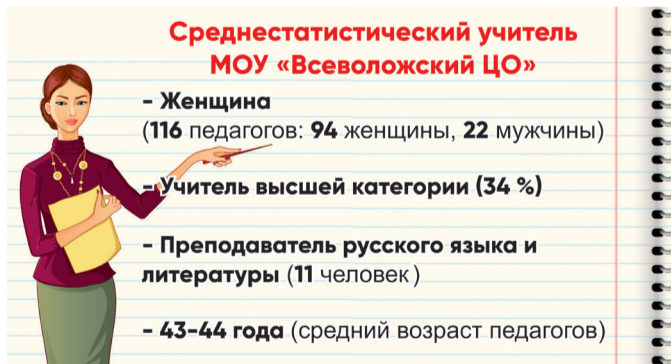 Среднестатистический учитель
МОУ «Всеволожский ЦО»
- Женщина
(116 педагогов: 94 женщины, 22 мужчины)
- Учитель высшей категории (34 %)
- Преподаватель русского языка и
литературы (11 человек)
- 43-44 года (средний возраст педагогов)